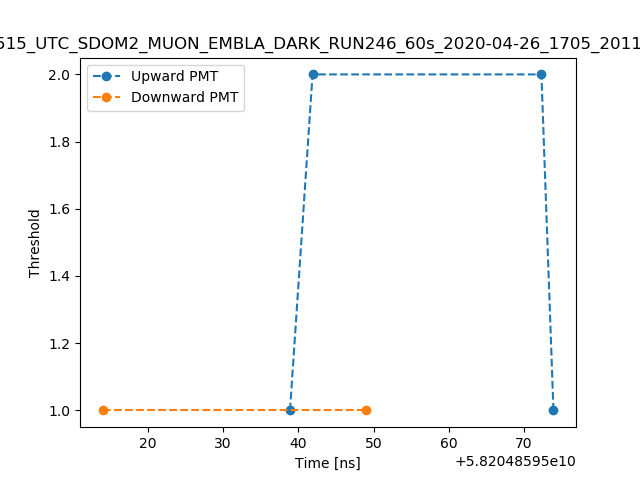 515_UTC_SDOM2_MUON_EMBLA_DARK_RUN246_60s_2020-04-26_1705_2011
Upward PMT
Downward PMT
2.0
1.8
1.6
1.4
1.2
1.0
Threshold
20 30 40 50 60 70
Time [ns]
+5.82048595e10